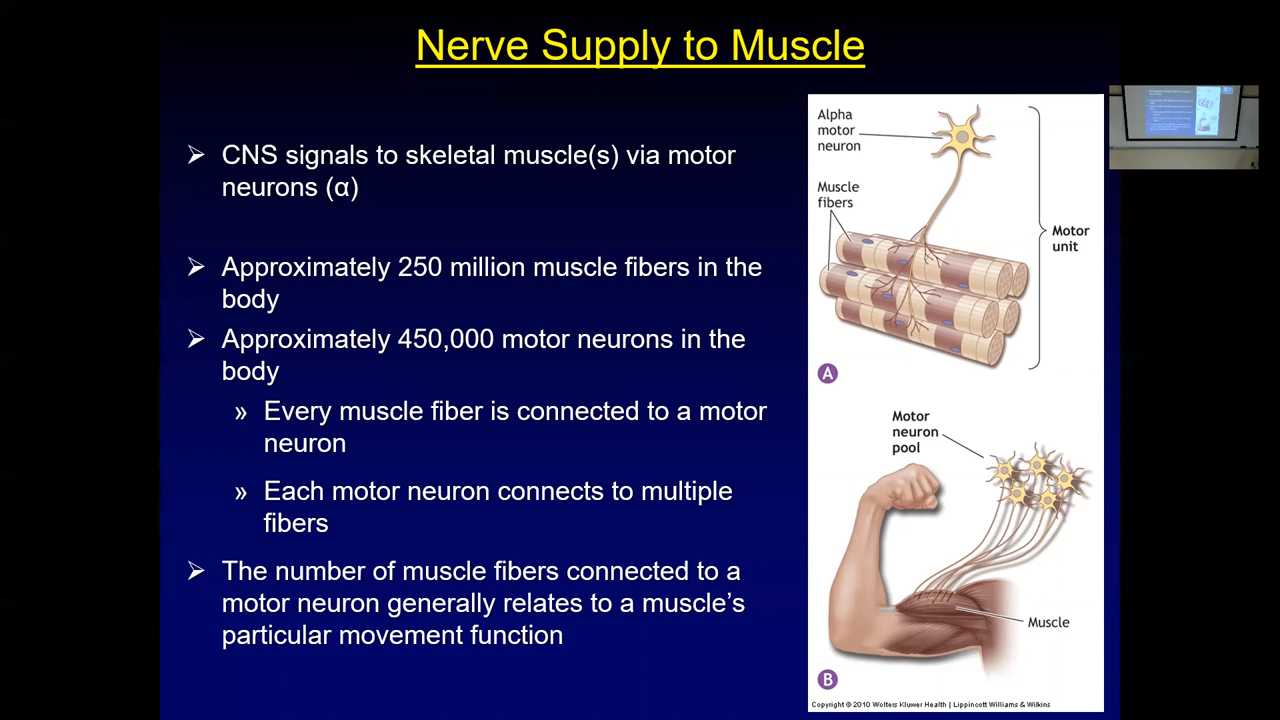 Nerve Supply to Muscle
➢ CNS signals to skeletal muscle(s) via motor
neurons (α)
➢ Approximately 250 million muscle fibers in the
body
➢ Approximately 450,000 motor neurons in the
body
» Every muscle fiber is connected to a motor
neuron
» Each motor neuron connects to multiple
fibers
➢ The number of muscle fibers connected to a
motor neuron generally relates to a muscle’s
particular movement function
Alpha
motor
neuron
Muscle
fibers
Motor
unit
A
Motor
neuron
pool
Muscle
B
Copyright © 2010 Wolters Kluwer Health | Lippincott Williams & Wilkins